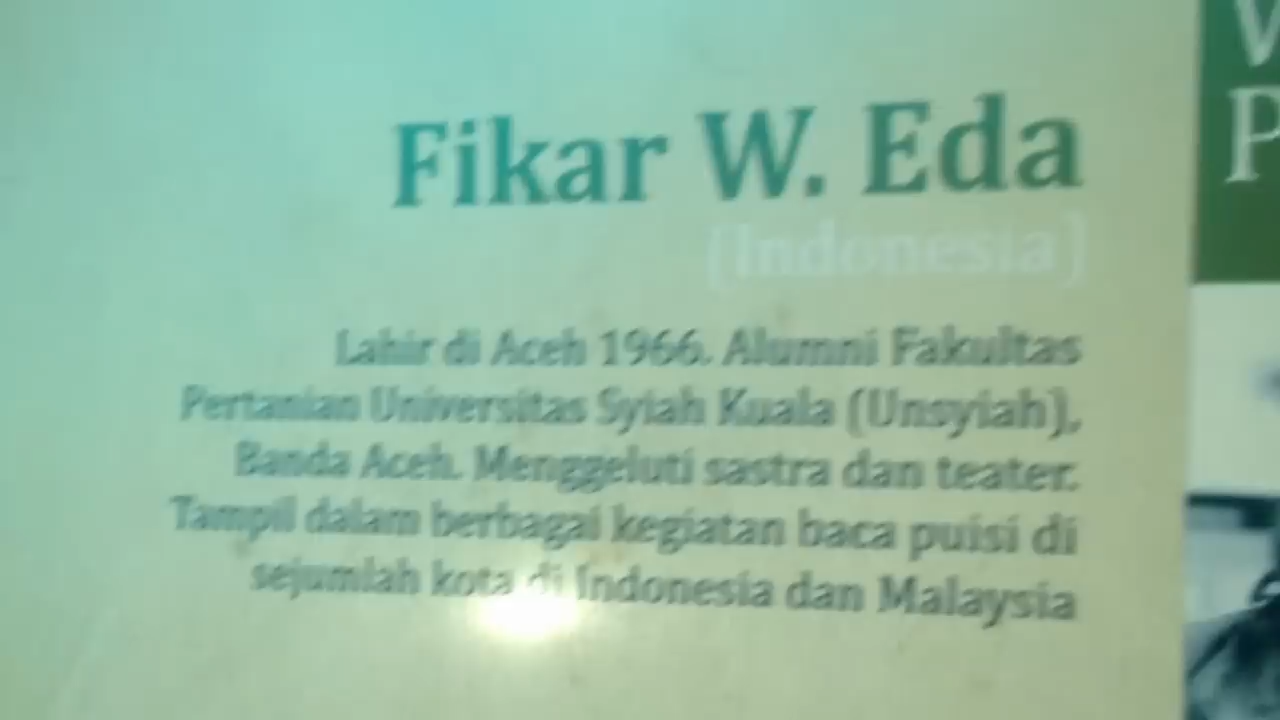 Fikar W. Eda
(Indonesia)
Lahir di Aceh 1966. Alumni Fakultas
Pertanian Universitas Syiah Kuala (Unsyiah),
Banda Aceh. Menggeluti sastra dan teater.
Tampil dalam berbagai kegiatan baca puisi di
sejumlah kota di Indonesia dan Malaysia